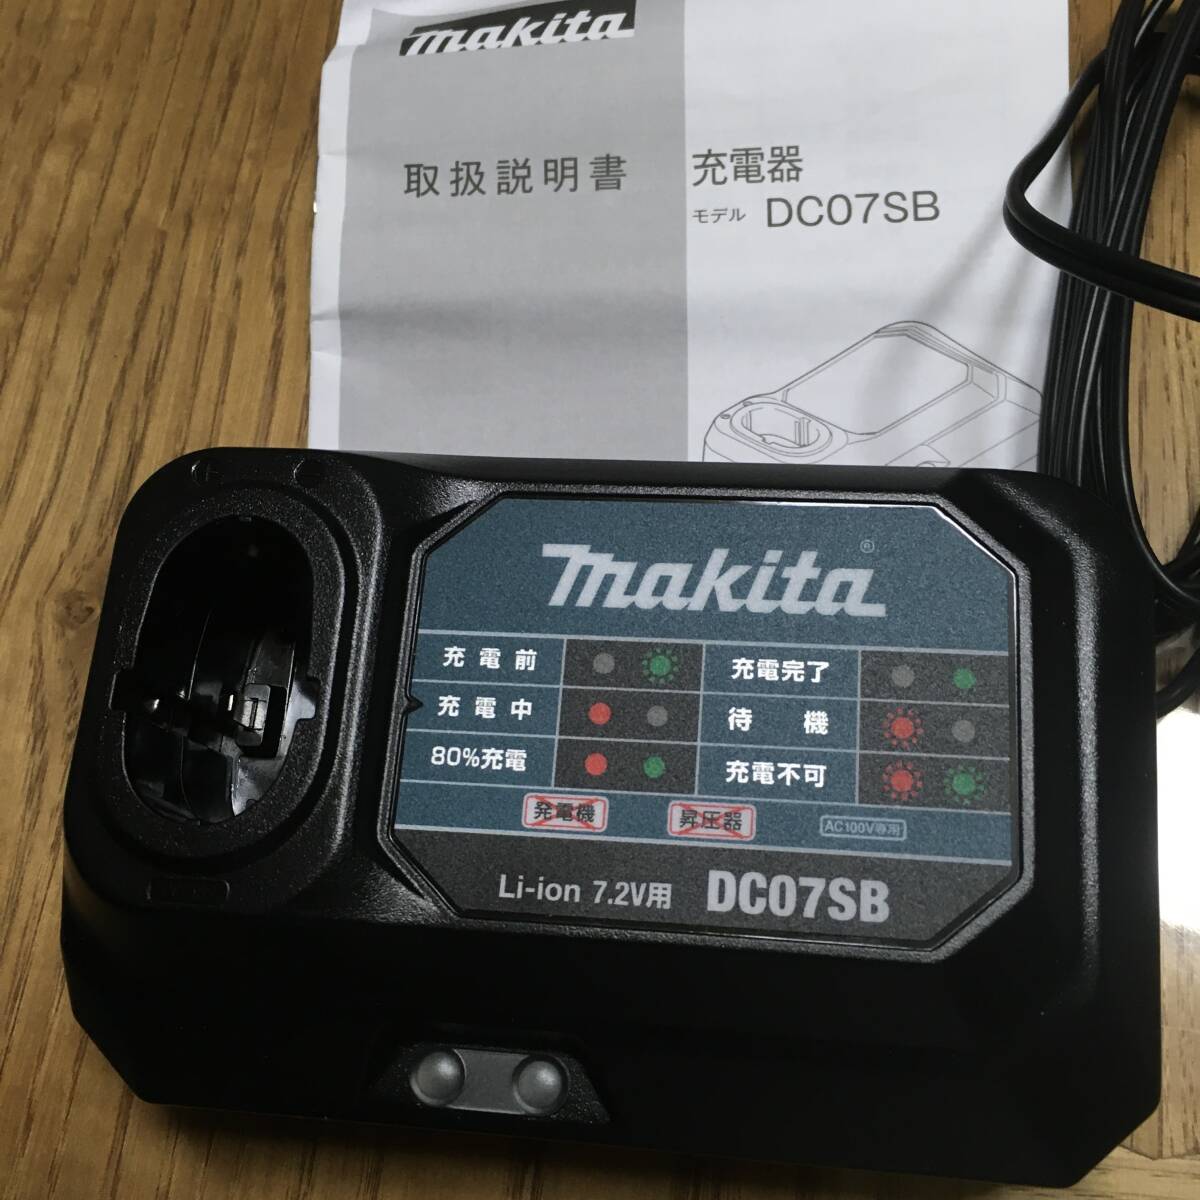 makita
取扱説明書
充電器
モデル DC07SB
makita®
充電前
充電完了
充電中
待機
80%充電
充電不可
発電機
昇圧器
AC100V専用
Li-ion 7.2V用 DC07SB